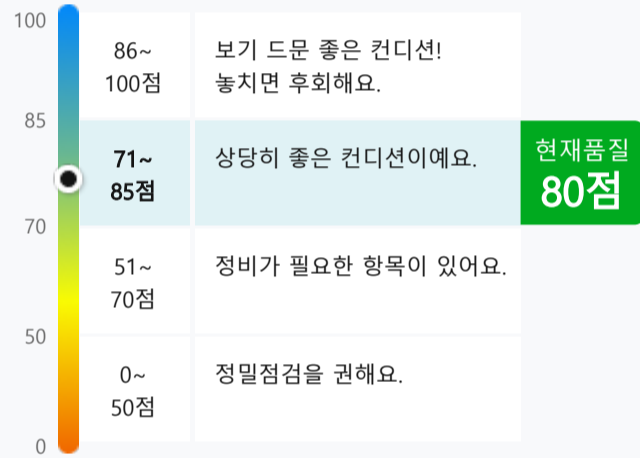 100
86~
100점
보기 드문 좋은 컨디션!
놓치면 후회해요.
85
71~
85점
상당히 좋은 컨디션이예요.
현재품질
80점
70
51~
70점
정비가 필요한 항목이 있어요.
50
0~
50점
정밀점검을 권해요.
0